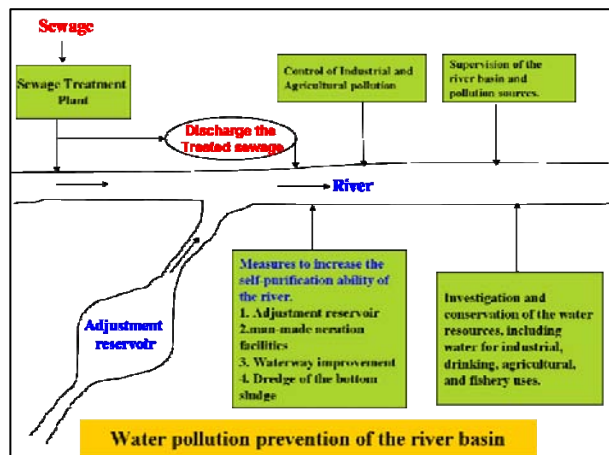 Sewage
Sewage Treatment
Plant
Discharge the
Treated sewage
Control of Industrial and
Agricultural pollution
Supervision of the
river basin and
pollution sources.
River
Adjustment
reservoir
Measures to increase the
self-purification ability of
the river.
1. Adjustment reservoir
2.man-made aeration
facilities
3. Waterway improvement
4. Dredge of the bottom
sludge
Investigation and
conservation of the water
resources, including
water for industrial,
drinking, agricultural,
and fishery uses.
Water pollution prevention of the river basin